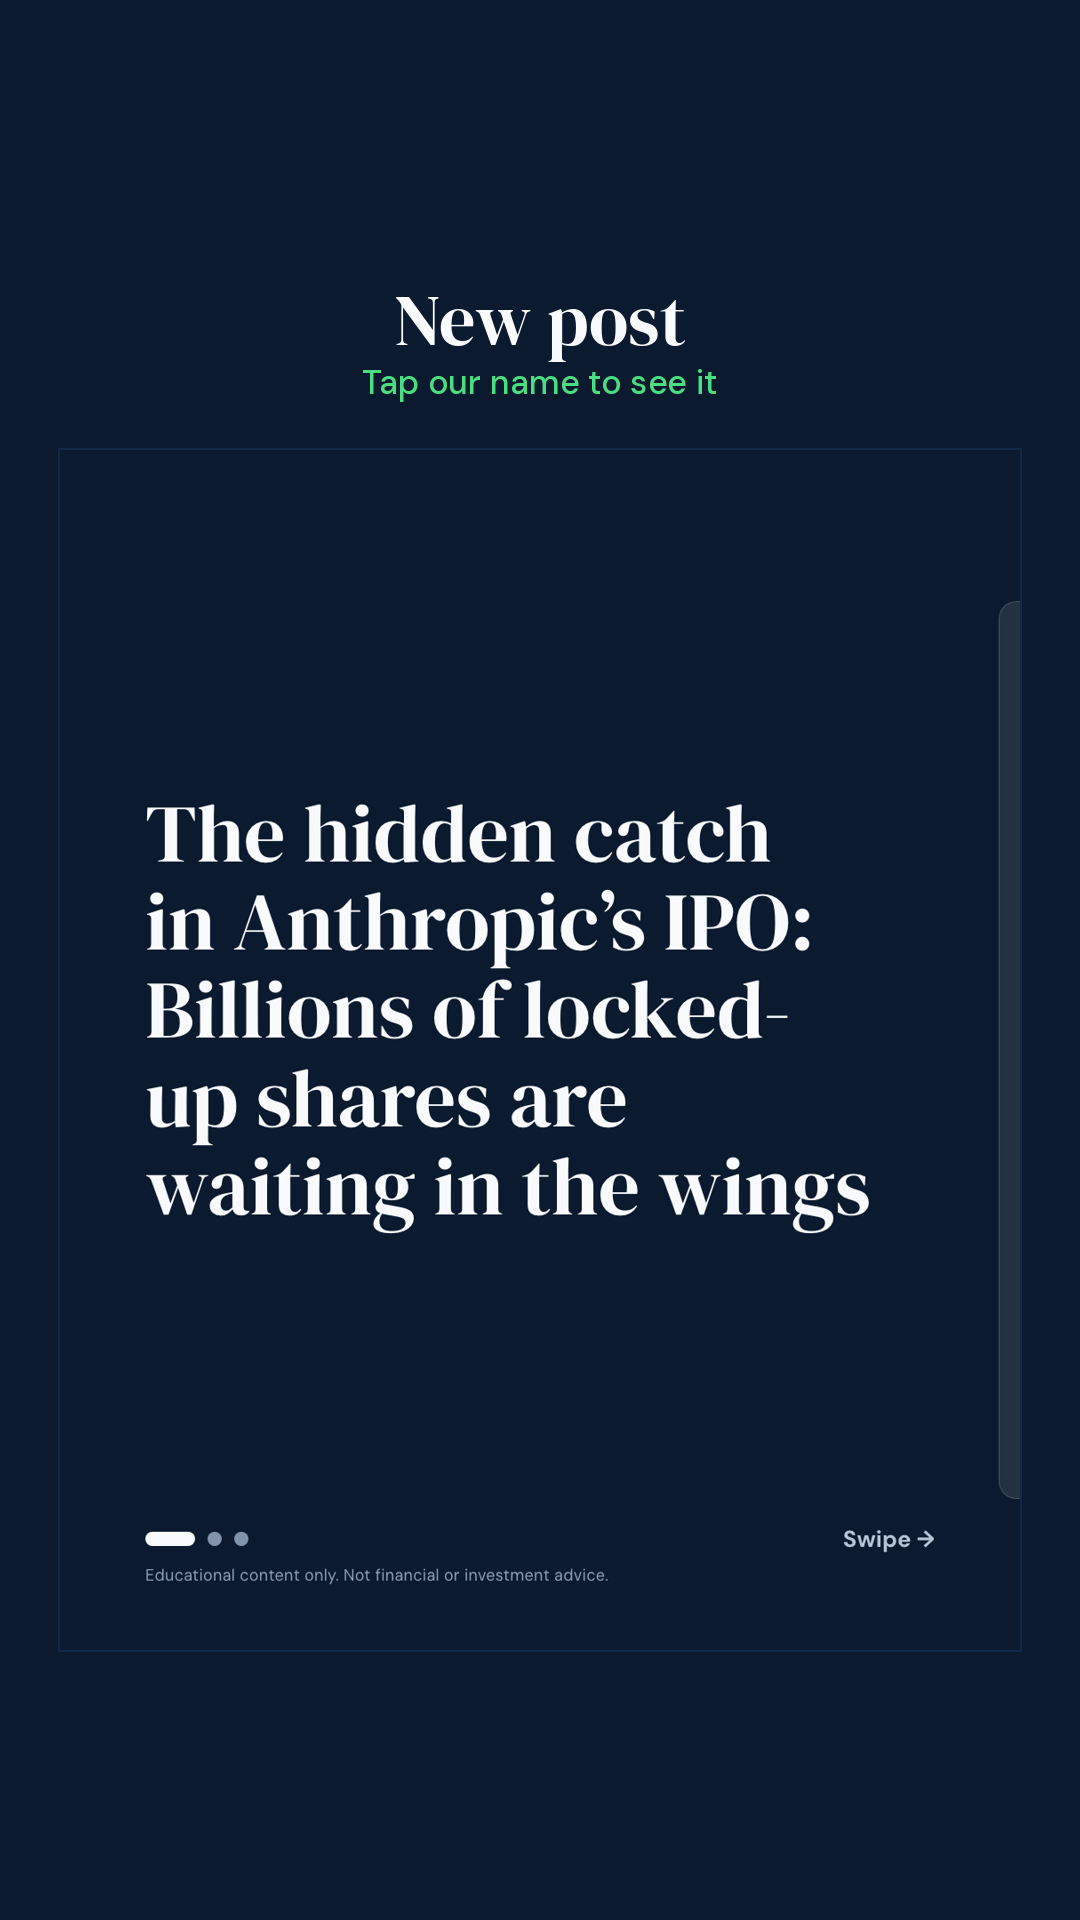 New post
Tap our name to see it
The hidden catch
in Anthropic’s IPO:
Billions of locked-
up shares are
waiting in the wings
Swipe →
Educational content only. Not financial or investment advice.